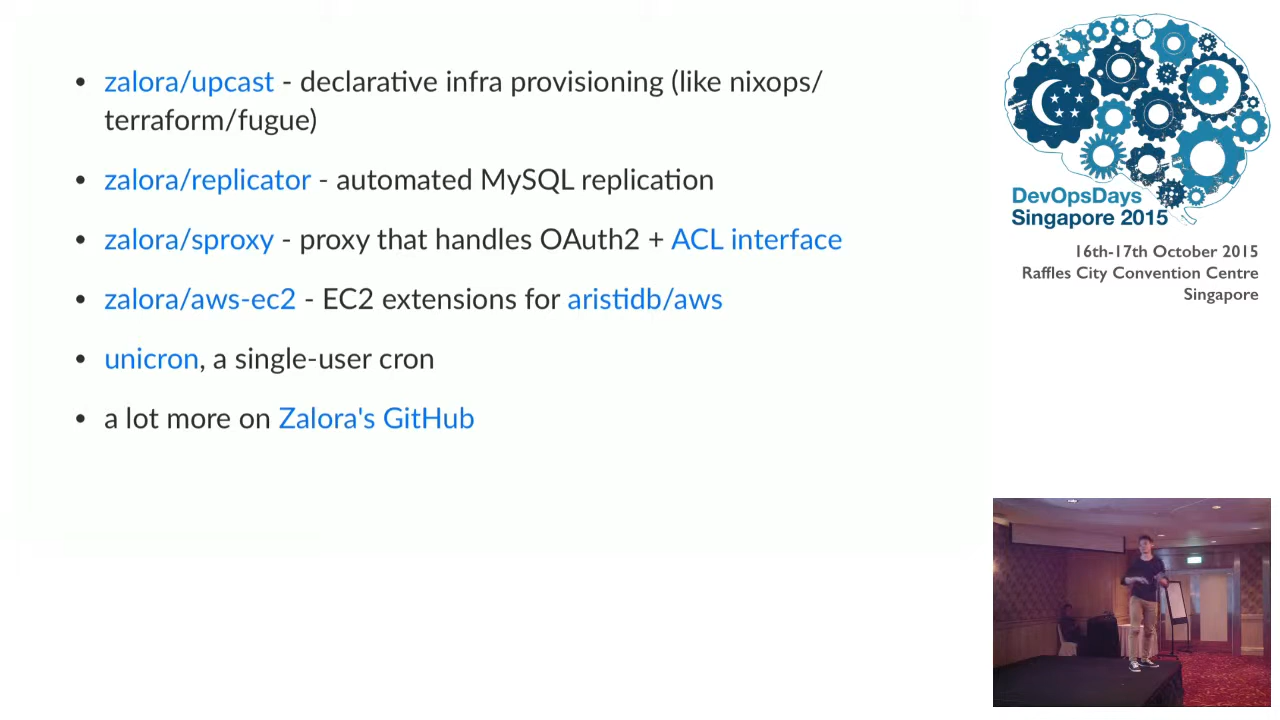 • zalora/upcast - declarative infra provisioning (like nixops/
terraform/fugue)
• zalora/replicator - automated MySQL replication
• zalora/sproxy - proxy that handles OAuth2 + ACL interface
• zalora/aws-ec2 - EC2 extensions for aristidb/aws
• unicron, a single-user cron
• a lot more on Zalora's GitHub
DevOpsDays
Singapore 2015
16th-17th October 2015
Raffles City Convention Centre
Singapore